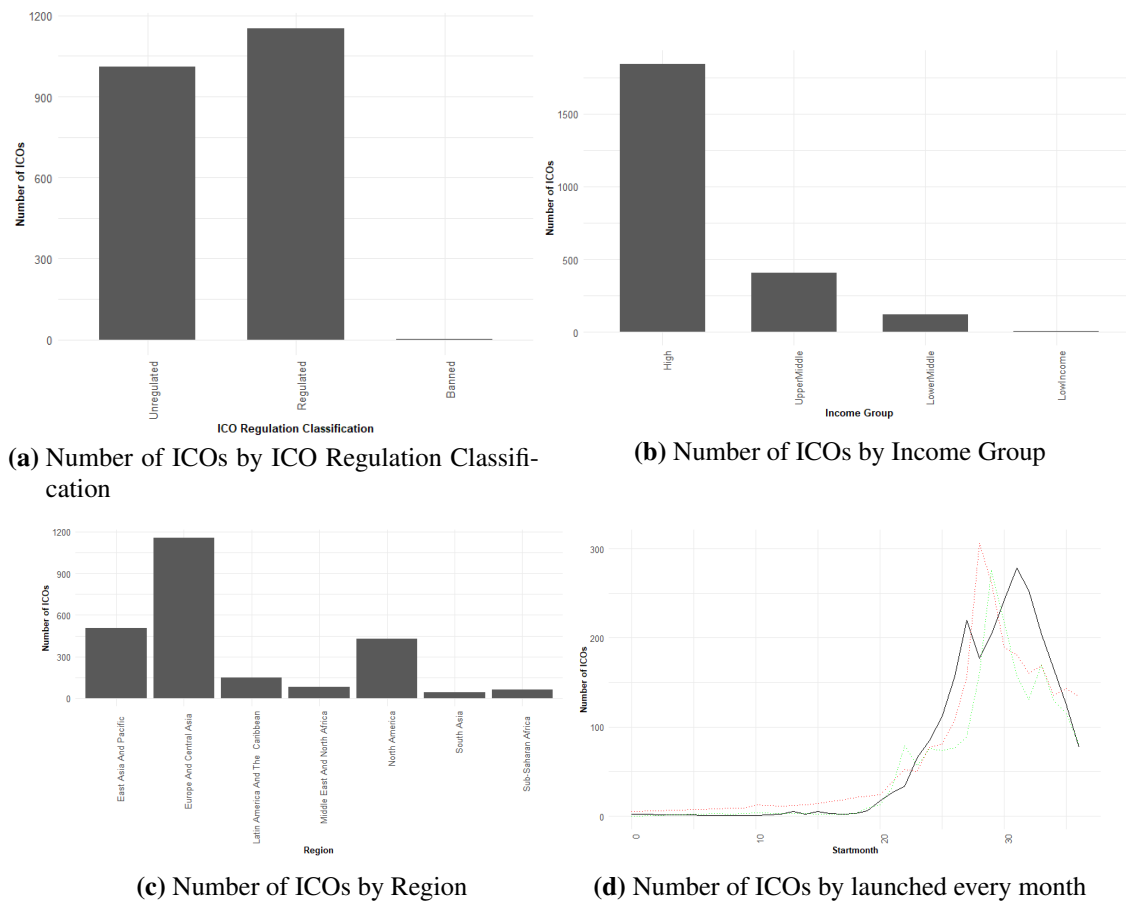 1200
900
600
300
0
Number of ICOs
Unregulated
Regulated
Banned
ICO Regulation Classification
(a) Number of ICOs by ICO Regulation Classifi-
cation
1500
1000
500
0
Number of ICOs
High
UpperMiddle
LowerMiddle
LowIncome
Income Group
(b) Number of ICOs by Income Group
1200
900
600
300
0
Number of ICOs
East Asia And Pacific
Europe And Central Asia
Latin America And The Caribbean
Middle East And North Africa
North America
South Asia
Sub-Saharan Africa
Region
(c) Number of ICOs by Region
300
200
100
0
Number of ICOs
0
10
20
30
Startmonth
(d) Number of ICOs by launched every month